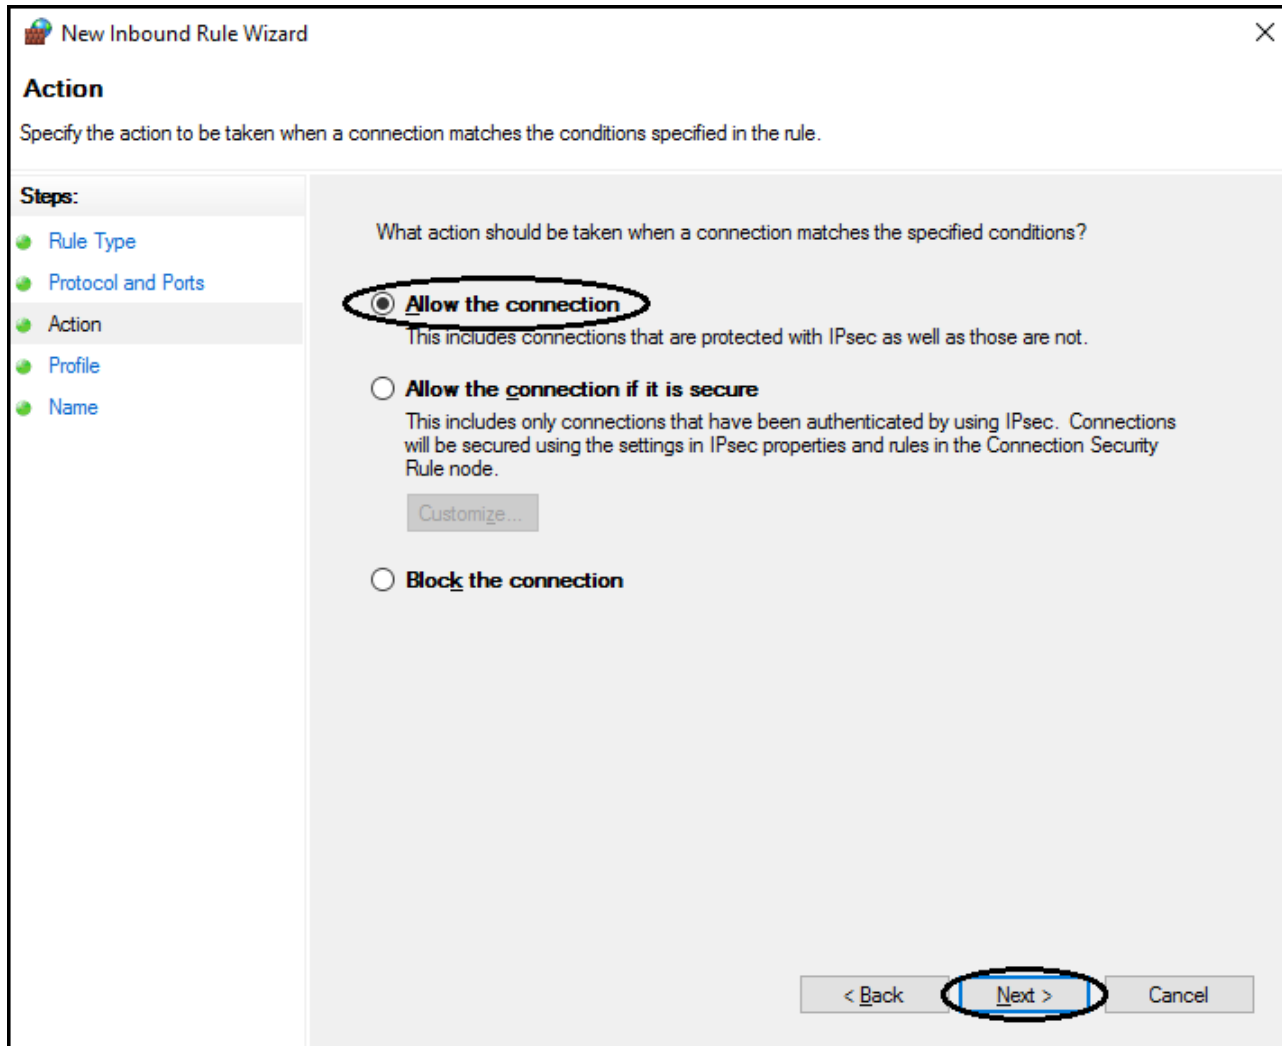 New Inbound Rule Wizard
Action
Specify the action to be taken when a connection matches the conditions specified in the rule.
Steps:
Rule Type
Protocol and Ports
Action
Profile
Name
What action should be taken when a connection matches the specified conditions?
Allow the connection
This includes connections that are protected with IPsec as well as those are not.
Allow the connection if it is secure
This includes only connections that have been authenticated by using IPsec. Connections
will be secured using the settings in IPsec properties and rules in the Connection Security
Rule node.
Customize...
Block the connection
< Back
Next >
Cancel